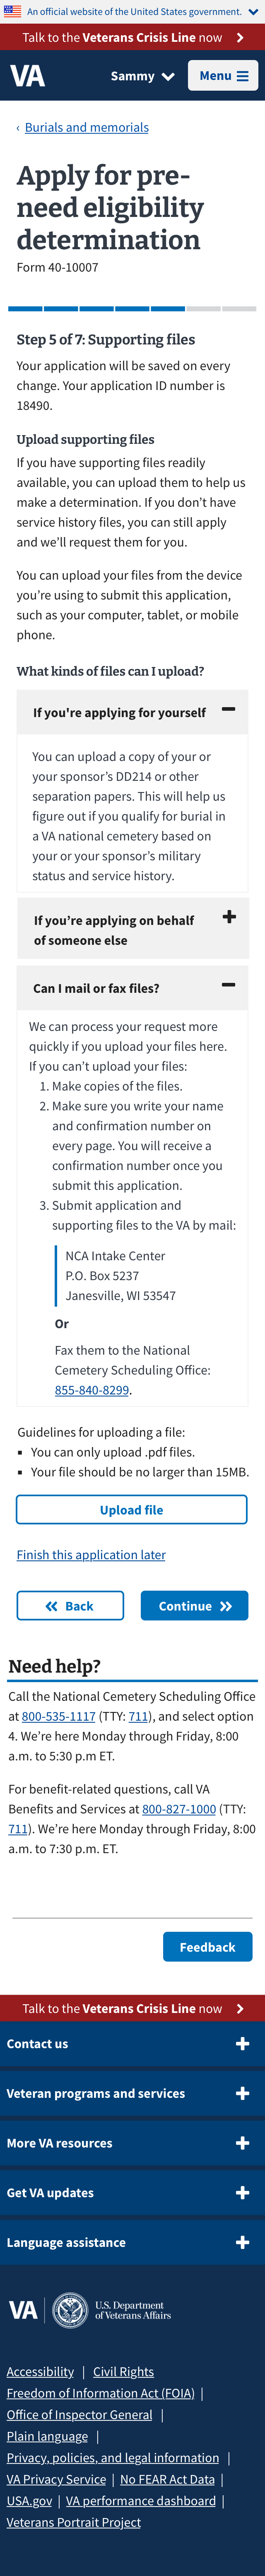 An official website of the United States government.
Talk to the Veterans Crisis Line now
VA
Sammy
Menu
‹ Burials and memorials
Apply for pre-
need eligibility
determination
Form 40-10007
Step 5 of 7: Supporting files
Your application will be saved on every
change. Your application ID number is
18490.
Upload supporting files
If you have supporting files readily
available, you can upload them to help us
make a determination. If you don’t have
service history files, you can still apply
and we’ll request them for you.
You can upload your files from the device
you’re using to submit this application,
such as your computer, tablet, or mobile
phone.
What kinds of files can I upload?
If you're applying for yourself
You can upload a copy of your or
your sponsor’s DD214 or other
separation papers. This will help us
figure out if you qualify for burial in
a VA national cemetery based on
your or your sponsor’s military
status and service history.
If you’re applying on behalf
of someone else
Can I mail or fax files?
We can process your request more
quickly if you upload your files here.
If you can’t upload your files:
1. Make copies of the files.
2. Make sure you write your name
and confirmation number on
every page. You will receive a
confirmation number once you
submit this application.
3. Submit application and
supporting files to the VA by mail:
NCA Intake Center
P.O. Box 5237
Janesville, WI 53547
Or
Fax them to the National
Cemetery Scheduling Office:
855-840-8299.
Guidelines for uploading a file:
▪ You can only upload .pdf files.
▪ Your file should be no larger than 15MB.
Upload file
Finish this application later
Back
Continue
Need help?
Call the National Cemetery Scheduling Office
at 800-535-1117 (TTY: 711), and select option
4. We’re here Monday through Friday, 8:00
a.m. to 5:30 p.m ET.
For benefit-related questions, call VA
Benefits and Services at 800-827-1000 (TTY:
711). We’re here Monday through Friday, 8:00
a.m. to 7:30 p.m. ET.
Feedback
Talk to the Veterans Crisis Line now
Contact us
Veteran programs and services
More VA resources
Get VA updates
Language assistance
VA
U.S. Department
of Veterans Affairs
Accessibility | Civil Rights
Freedom of Information Act (FOIA) |
Office of Inspector General |
Plain language |
Privacy, policies, and legal information |
VA Privacy Service | No FEAR Act Data |
USA.gov | VA performance dashboard |
Veterans Portrait Project